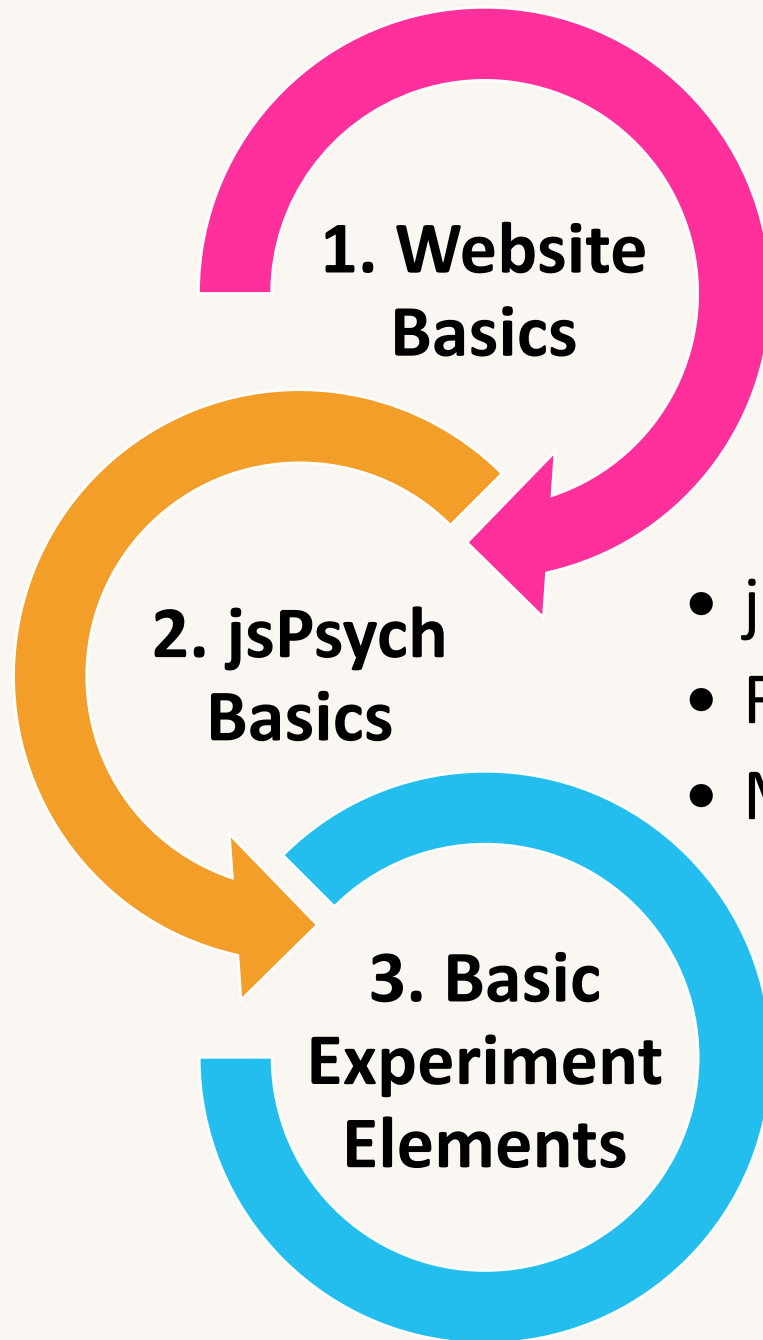 1. Website
Basics
2. jsPsych
Basics
• j
•
•
3. Basic
Experiment
Elements